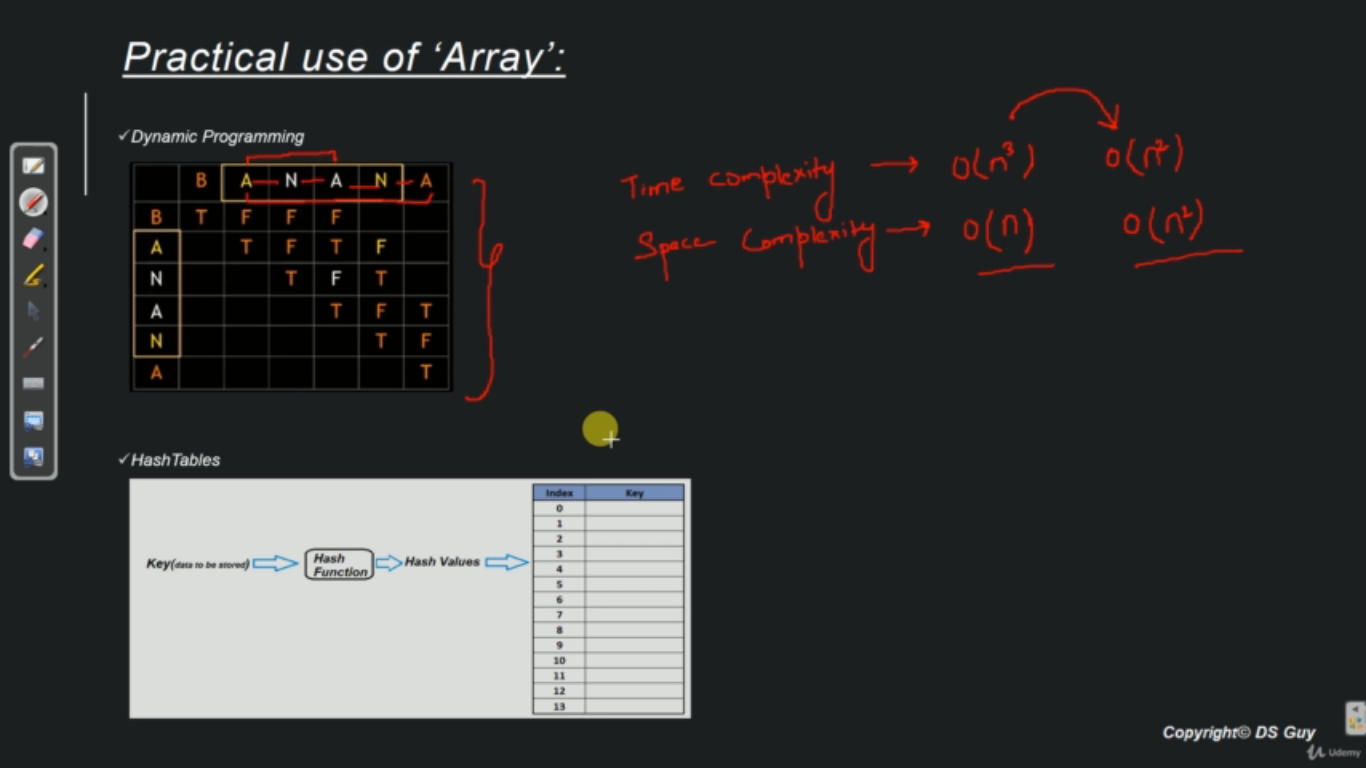 Practical use of ‘Array’:
✓Dynamic Programming
B A N A N A
B T F F F
A T F T F
N T F T
A T F T
N T F
A T
Time complexity → O(n³) O(n²)
Space Complexity → O(n) O(n²)
✓HashTables
Key(data to be stored) Hash Function Hash Values
Index Key
0
1
2
3
4
5
6
7
8
9
10
11
12
13
Copyright© DS Guy
Udemy